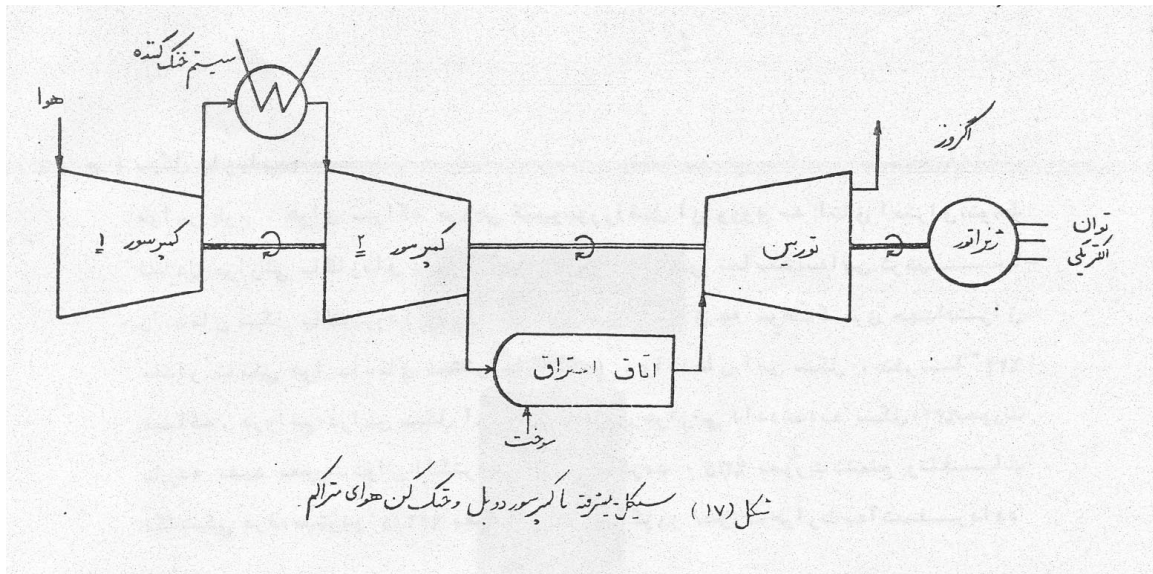 سیستم خنک کننده
هوا
اگزوز
کمپرسور ۱
کمپرسور ۲
توربین
ژنراتور
توان
الکتریکی
اتاق احتراق
سوخت
شکل (۱۷) سیکل پیشرفته با کمپرسور دوبل و خنک کن هوای متراکم